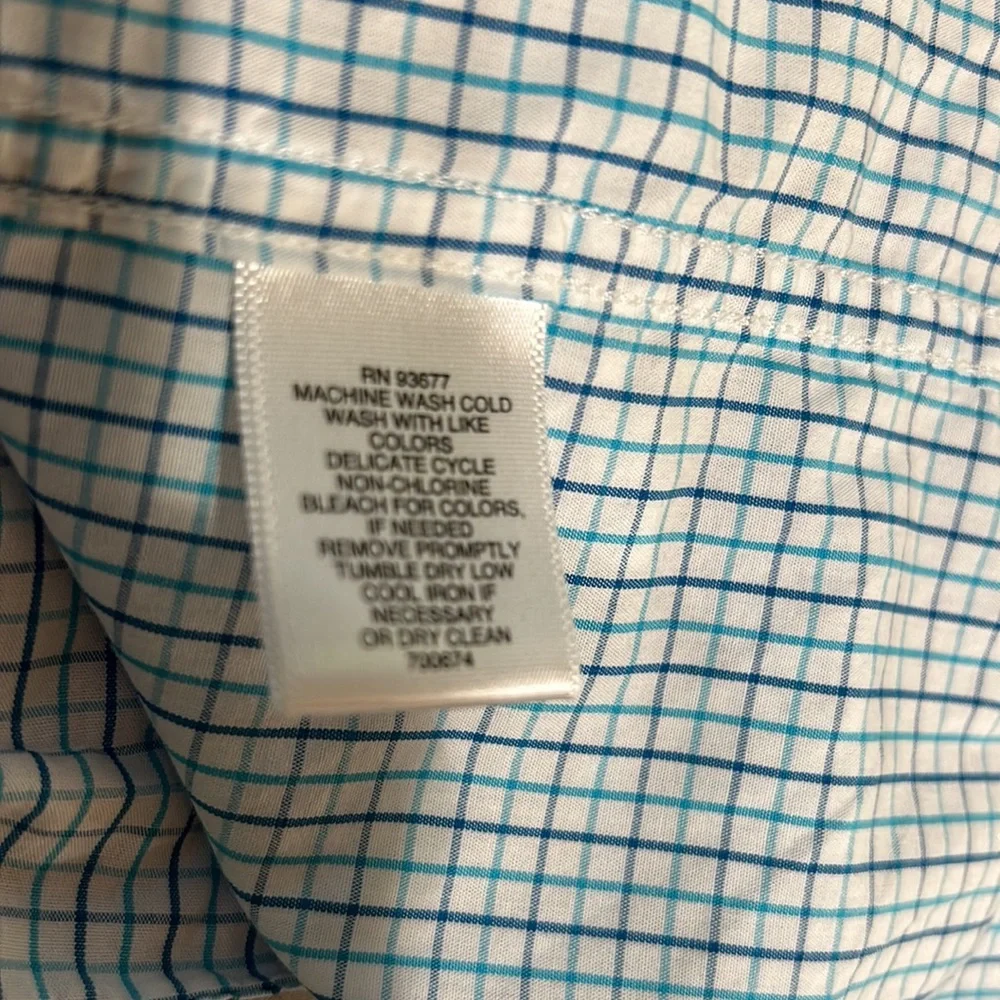 RN 93677
MACHINE WASH COLD
WASH WITH LIKE
COLORS
DELICATE CYCLE
NON-CHLORINE
BLEACH FOR COLORS,
IF NEEDED
REMOVE PROMPTLY
TUMBLE DRY LOW
COOL IRON IF
NECESSARY
OR DRY CLEAN
700674